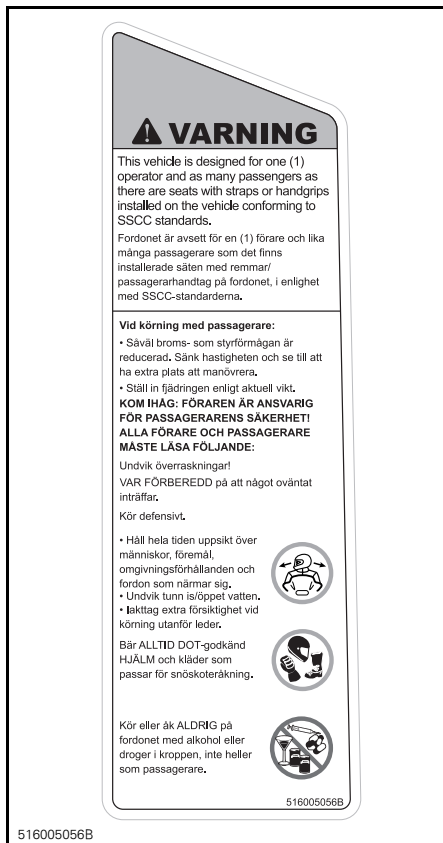 VARNING
This vehicle is designed for one (1)
operator and as many passengers as
there are seats with straps or handgrips
installed on the vehicle conforming to
SSCC standards.
Fordonet är avsett för en (1) förare och lika
många passagerare som det finns
installerade säten med remmar/
passagerarhandtag på fordonet, i enlighet
med SSCC-standarderna.
Vid körning med passagerare:
• Såväl broms- som styrförmågan är
reducerad. Sänk hastigheten och se till att
ha extra plats att manövrera.
• Ställ in fjädringen enligt aktuell vikt.
KOM IHÅG: FÖRAREN ÄR ANSVARIG
FÖR PASSAGERARENS SÄKERHET!
ALLA FÖRARE OCH PASSAGERARE
MÅSTE LÄSA FÖLJANDE:
Undvik överraskningar!
VAR FÖRBEREDD på att något oväntat
inträffar.
Kör defensivt.
• Håll hela tiden uppsikt över
människor, föremål,
omgivningsförhållanden och
fordon som närmar sig.
• Undvik tunn is/öppet vatten.
• Iakttag extra försiktighet vid
körning utanför leder.
Bär ALLTID DOT-godkänd
HJÄLM och kläder som
passar för snöskoteråkning.
Kör eller åk ALDRIG på
fordonet med alkohol eller
droger i kroppen, inte heller
som passagerare.
516005056B
516005056B